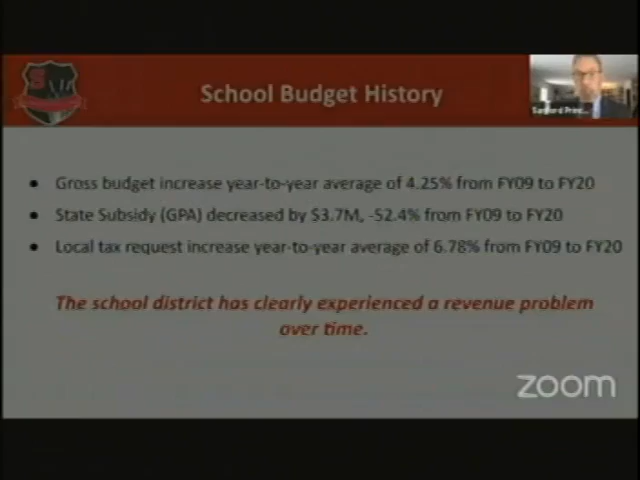 School Budget History
Gross budget increase year-to-year average of 4.25% from FY09 to FY20
State Subsidy (GPA) decreased by $3.7M, -52.4% from FY09 to FY20
Local tax request increase year-to-year average of 6.78% from FY09 to FY20
The school district has clearly experienced a revenue problem
over time.
zoom